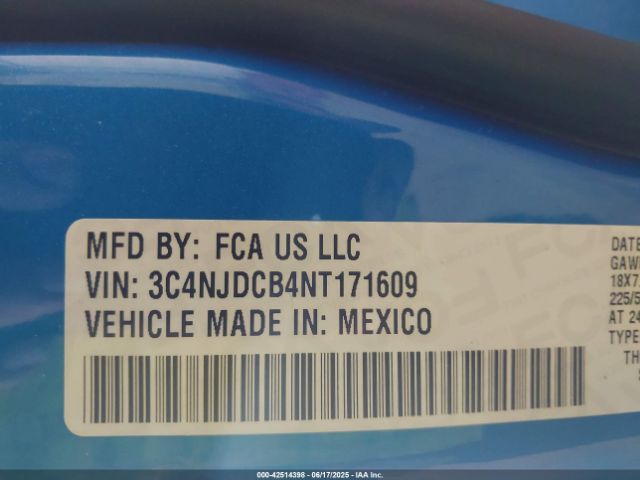 MFD BY: FCA US LLC
VIN: 3C4NJDCB4NT171609
VEHICLE MADE IN: MEXICO
DATE
GAW
18X7.
225/5
AT 24
TYPE
TH
000-42514398 - 06/17/2025 - IAA Inc.